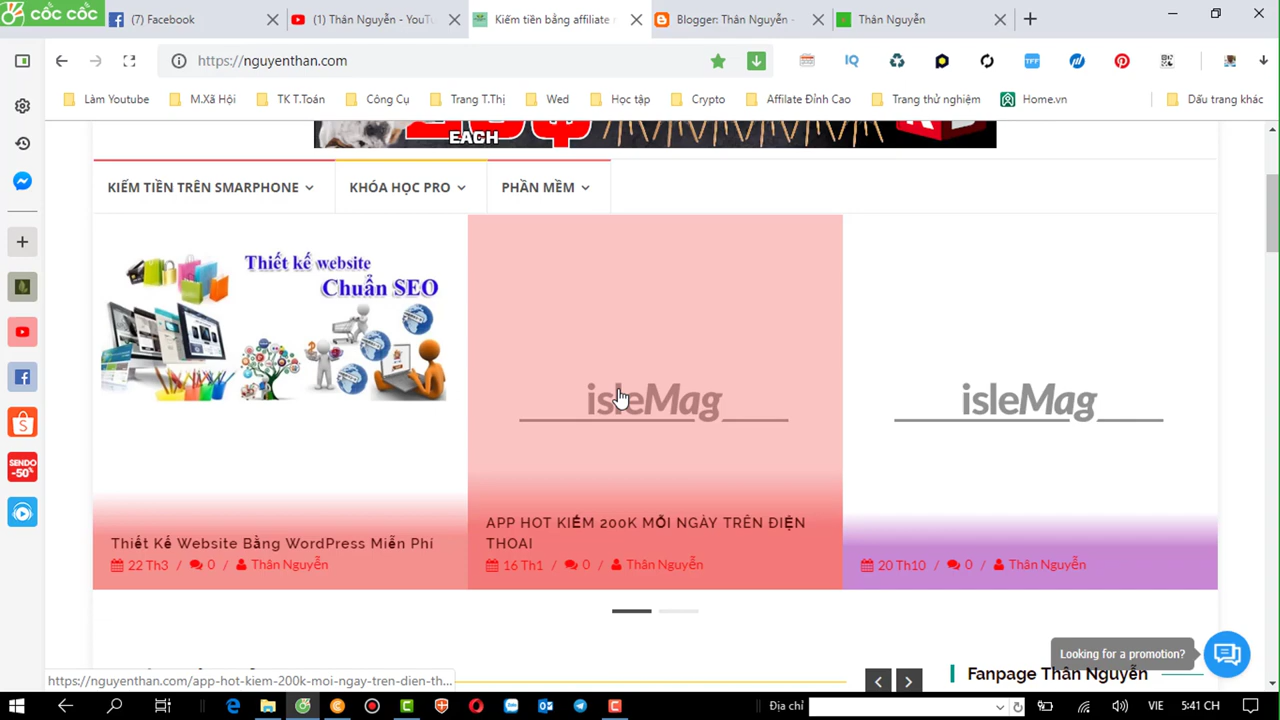 CỐC CỐC
(7) Facebook
(1) Thân Nguyễn - YouTu
Kiếm tiền bằng affiliate
Blogger: Thân Nguyễn -
Thân Nguyễn
https://nguyenthan.com
IQ
TFF
Làm Youtube
M.Xã Hội
TK T.Toán
Công Cụ
Trang T.Thị
Wed
Học tập
Crypto
Affilate Đỉnh Cao
Trang thử nghiệm
Home.vn
Dấu trang khác
EACH
KIẾM TIỀN TRÊN SMARPHONE
KHÓA HỌC PRO
PHẦN MỀM
Thiết kế website
Chuẩn SEO
isleMag
isleMag
SENDO
-50%
Thiết Kế Website Bằng WordPress Miễn Phí
22 Th3 / 0 / Thân Nguyễn
APP HOT KIẾM 200K MỖI NGÀY TRÊN ĐIỆN
THOẠI
16 Th1 / 0 / Thân Nguyễn
20 Th10 / 0 / Thân Nguyễn
Looking for a promotion?
Fanpage Thân Nguyễn
https://nguyenthan.com/app-hot-kiem-200k-moi-ngay-tren-dien-th...
Địa chỉ
VIE
5:41 CH